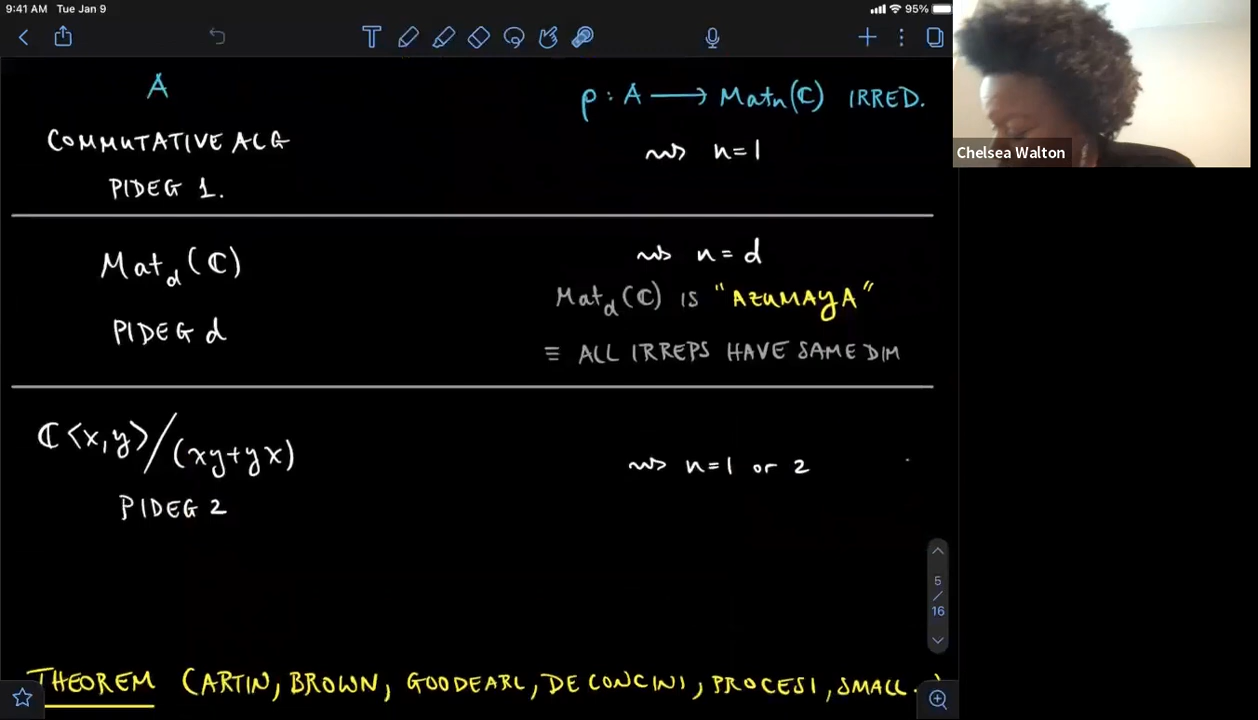 9:41 AM Tue Jan 9
95%
A
ρ : A ⟶ Matn(ℂ) IRRED.
COMMUTATIVE ALG
PIDEG 1.
⇝ n=1
Mat_d(ℂ)
PIDEG d
⇝ n=d
Mat_d(ℂ) IS "AZUMAYA"
≡ ALL IRREPS HAVE SAME DIM
ℂ<x,y>/(xy+yx)
PIDEG 2
⇝ n=1 or 2
THEOREM (ARTIN, BROWN, GOODEARL, DE CONCINI, PROCESI, SMALL..)
5
/
16
Chelsea Walton